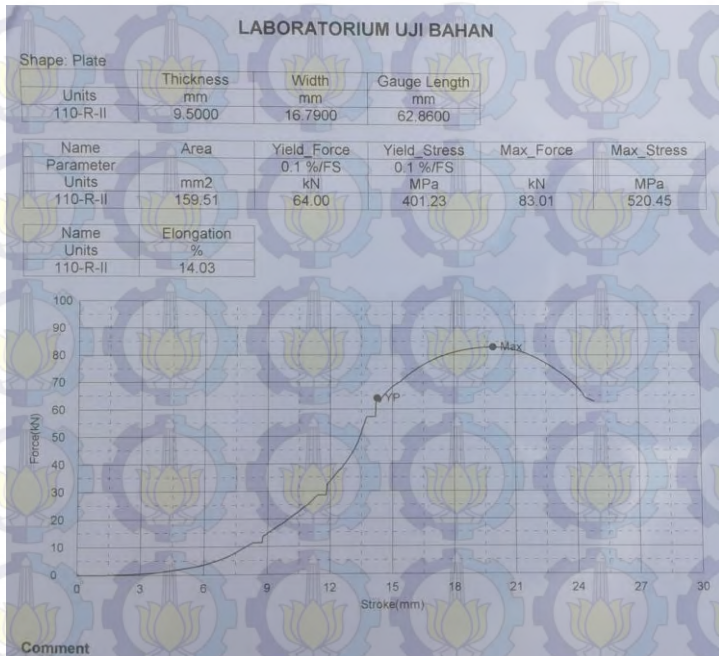 LABORATORIUM UJI BAHAN
Shape: Plate
Thickness Width Gauge Length
Units mm mm mm
110-R-II 9.5000 16.7900 62.8600
Name Area Yield_Force Yield_Stress Max_Force Max_Stress
Parameter 0.1 %/FS 0.1 %/FS
Units mm2 kN MPa kN MPa
110-R-II 159.51 64.00 401.23 83.01 520.45
Name Elongation
Units %
110-R-II 14.03
100
90
80
70
60
50
40
30
20
10
0
Force(kN)
YP
Max
0 3 6 9 12 15 18 21 24 27 30
Stroke(mm)
Comment